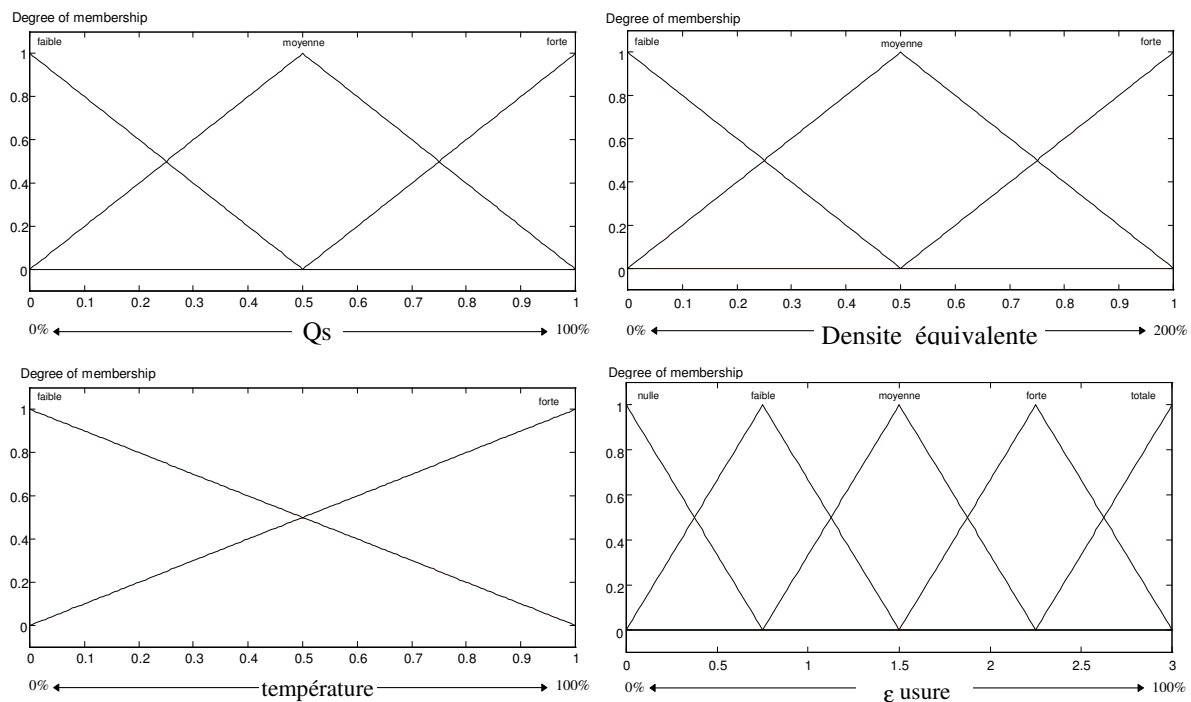 Degree of membership
faible moyenne forte
1
0.8
0.6
0.4
0.2
0
0 0.1 0.2 0.3 0.4 0.5 0.6 0.7 0.8 0.9 1
0% Qs 100%
Degree of membership
faible moyenne forte
1
0.8
0.6
0.4
0.2
0
0 0.1 0.2 0.3 0.4 0.5 0.6 0.7 0.8 0.9 1
0% Densite équivalente 200%
Degree of membership
faible forte
1
0.8
0.6
0.4
0.2
0
0 0.1 0.2 0.3 0.4 0.5 0.6 0.7 0.8 0.9 1
0% température 100%
Degree of membership
nulle faible moyenne forte totale
1
0.8
0.6
0.4
0.2
0
0 0.5 1 1.5 2 2.5 3
0% ε usure 100%